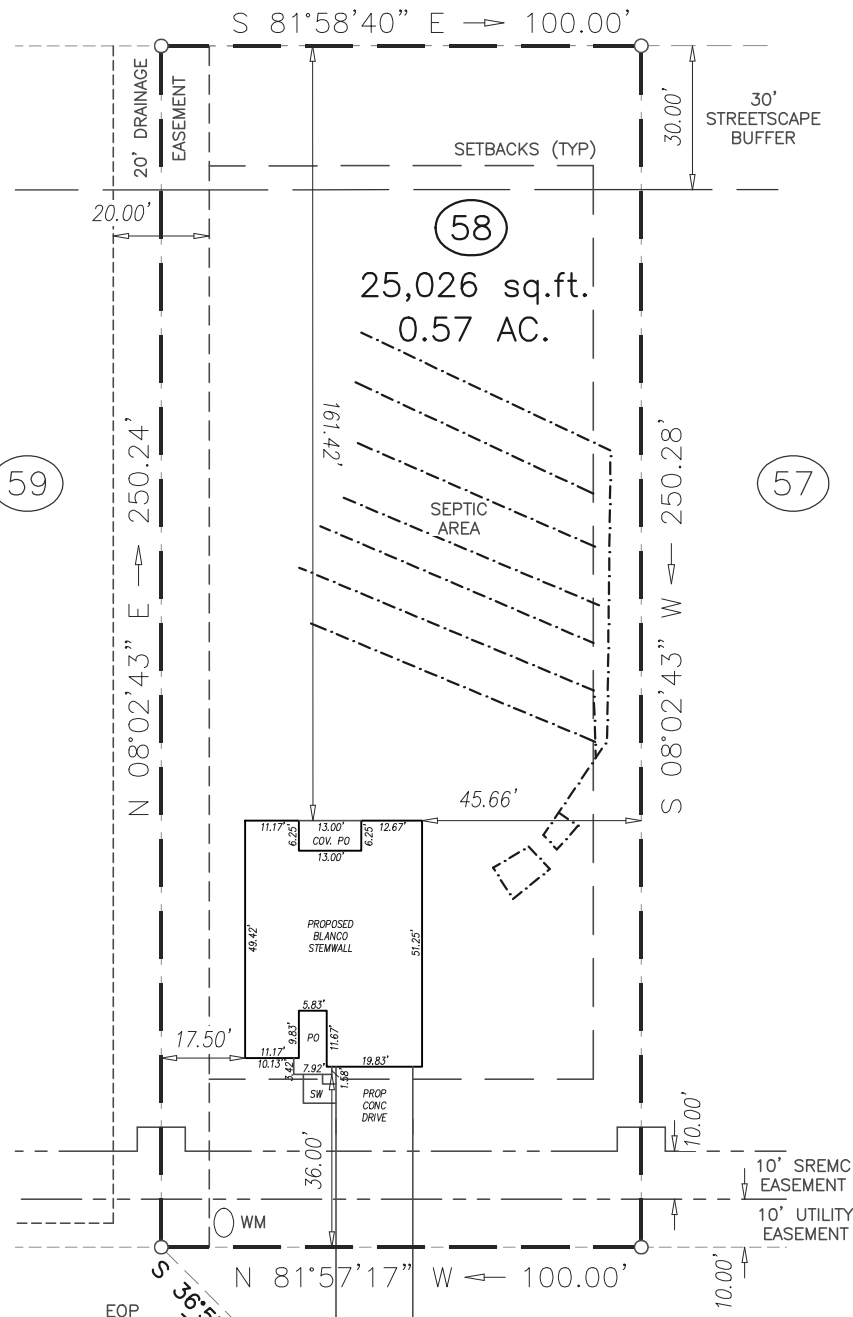 S 81°58'40" E → 100.00'
20' DRAINAGE
EASEMENT
30.00'
30'
STREETSCAPE
BUFFER
SETBACKS (TYP)
20.00'
58
25,026 sq.ft.
0.57 AC.
161.42'
N 08°02'43" E → 250.24'
S 08°02'43" W ← 250.28'
59
57
SEPTIC
AREA
45.66'
11.17'
6.25'
13.00'
COV. PO
6.25'
12.67'
13.00'
49.42'
PROPOSED
BLANCO
STEMWALL
51.25'
5.83'
9.83'
PO
11.67'
17.50'
11.17'
10.13'
3.42'
7.92'
1.58'
19.83'
SW
PROP
CONC
DRIVE
36.00'
10.00'
10' SREMC
EASEMENT
10' UTILITY
EASEMENT
WM
10.00'
N 81°57'17" W ← 100.00'
S 36°5
EOP